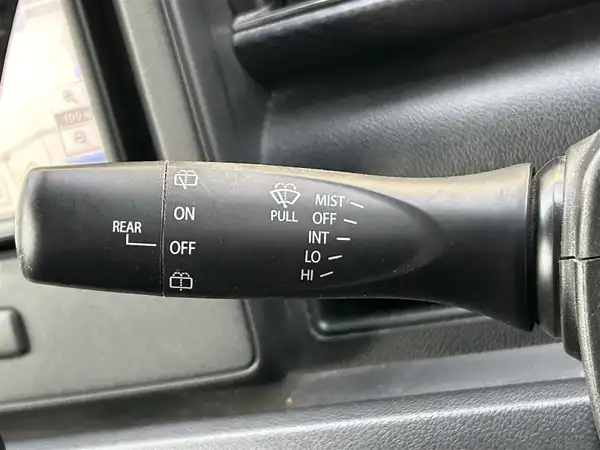 REAR
ON
OFF
PULL
MIST
OFF
INT
LO
HI